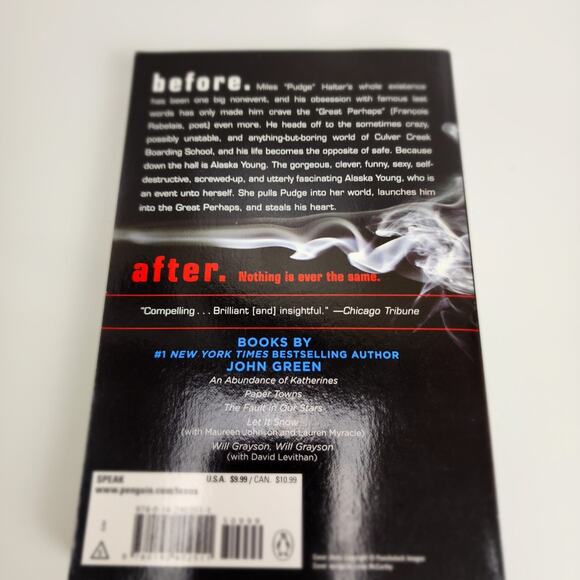 before. Miles "Pudge" Halter's whole existence
has been one big nonevent, and his obsession with famous last
words has only made him crave the "Great Perhaps" (François
Rabelais, poet) even more. He heads off to the sometimes crazy,
possibly unstable, and anything-but-boring world of Culver Creek
Boarding School, and his life becomes the opposite of safe. Because
down the hall is Alaska Young. The gorgeous, clever, funny, sexy, self-
destructive, screwed-up, and utterly fascinating Alaska Young, who is
an event unto herself. She pulls Pudge into her world, launches him
into the Great Perhaps, and steals his heart.
after. Nothing is ever the same.
"Compelling . . . Brilliant [and] insightful." —Chicago Tribune
BOOKS BY
#1 NEW YORK TIMES BESTSELLING AUTHOR
JOHN GREEN
An Abundance of Katherines
Paper Towns
The Fault in Our Stars
Let It Snow
(with Maureen Johnson and Lauren Myracle)
Will Grayson, Will Grayson
(with David Levithan)
SPEAK
U.S.A. $9.99 / CAN. $10.99
www.penguin.com/teens
50999